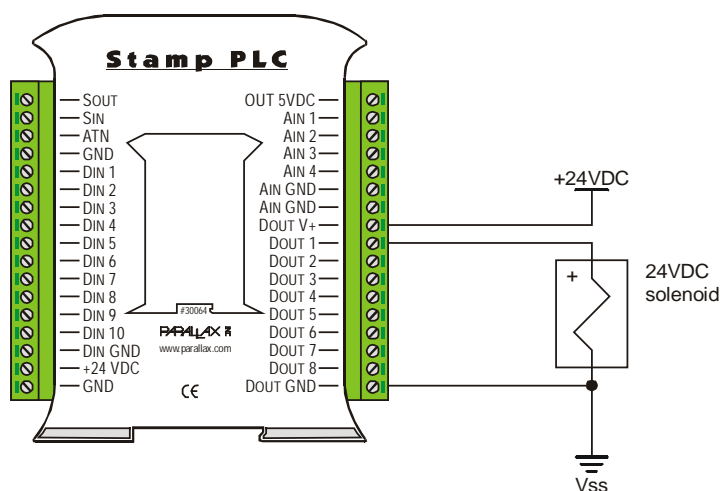 Stamp PLC
SOUT
SIN
ATN
GND
DIN 1
DIN 2
DIN 3
DIN 4
DIN 5
DIN 6
DIN 7
DIN 8
DIN 9
DIN 10
DIN GND
+24 VDC
GND
OUT 5VDC
AIN 1
AIN 2
AIN 3
AIN 4
AIN GND
AIN GND
DOUT V+
DOUT 1
DOUT 2
DOUT 3
DOUT 4
DOUT 5
DOUT 6
DOUT 7
DOUT 8
DOUT GND
#30064
PARALLAX
www.parallax.com
CE
+24VDC
+
24VDC
solenoid
Vss